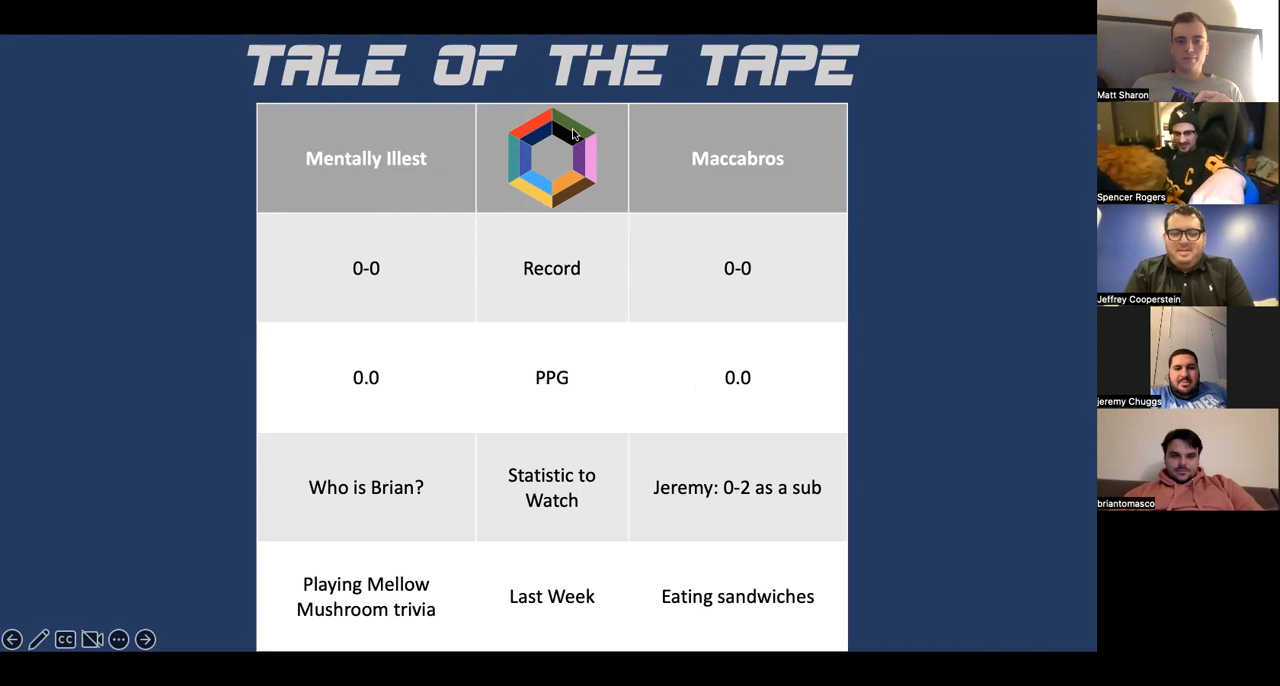 TALE OF THE TAPE
Mentally Illest
Maccabros
0-0
Record
0-0
0.0
PPG
0.0
Who is Brian?
Statistic to
Watch
Jeremy: 0-2 as a sub
Playing Mellow
Mushroom trivia
Last Week
Eating sandwiches
CC
Matt Sharon
Spencer Rogers
Jeffrey Cooperstein
jeremy Chuggs
briantomasco